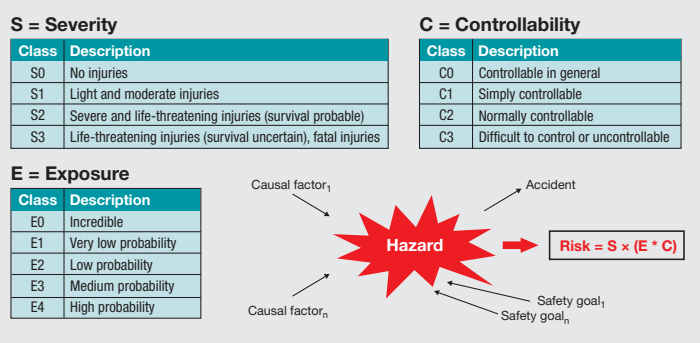 S = Severity
Class Description
S0 No injuries
S1 Light and moderate injuries
S2 Severe and life-threatening injuries (survival probable)
S3 Life-threatening injuries (survival uncertain), fatal injuries
C = Controllability
Class Description
C0 Controllable in general
C1 Simply controllable
C2 Normally controllable
C3 Difficult to control or uncontrollable
E = Exposure
Class Description
E0 Incredible
E1 Very low probability
E2 Low probability
E3 Medium probability
E4 High probability
Causal factor₁
Accident
Hazard
Risk = S × (E * C)
Causal factorₙ
Safety goal₁
Safety goalₙ